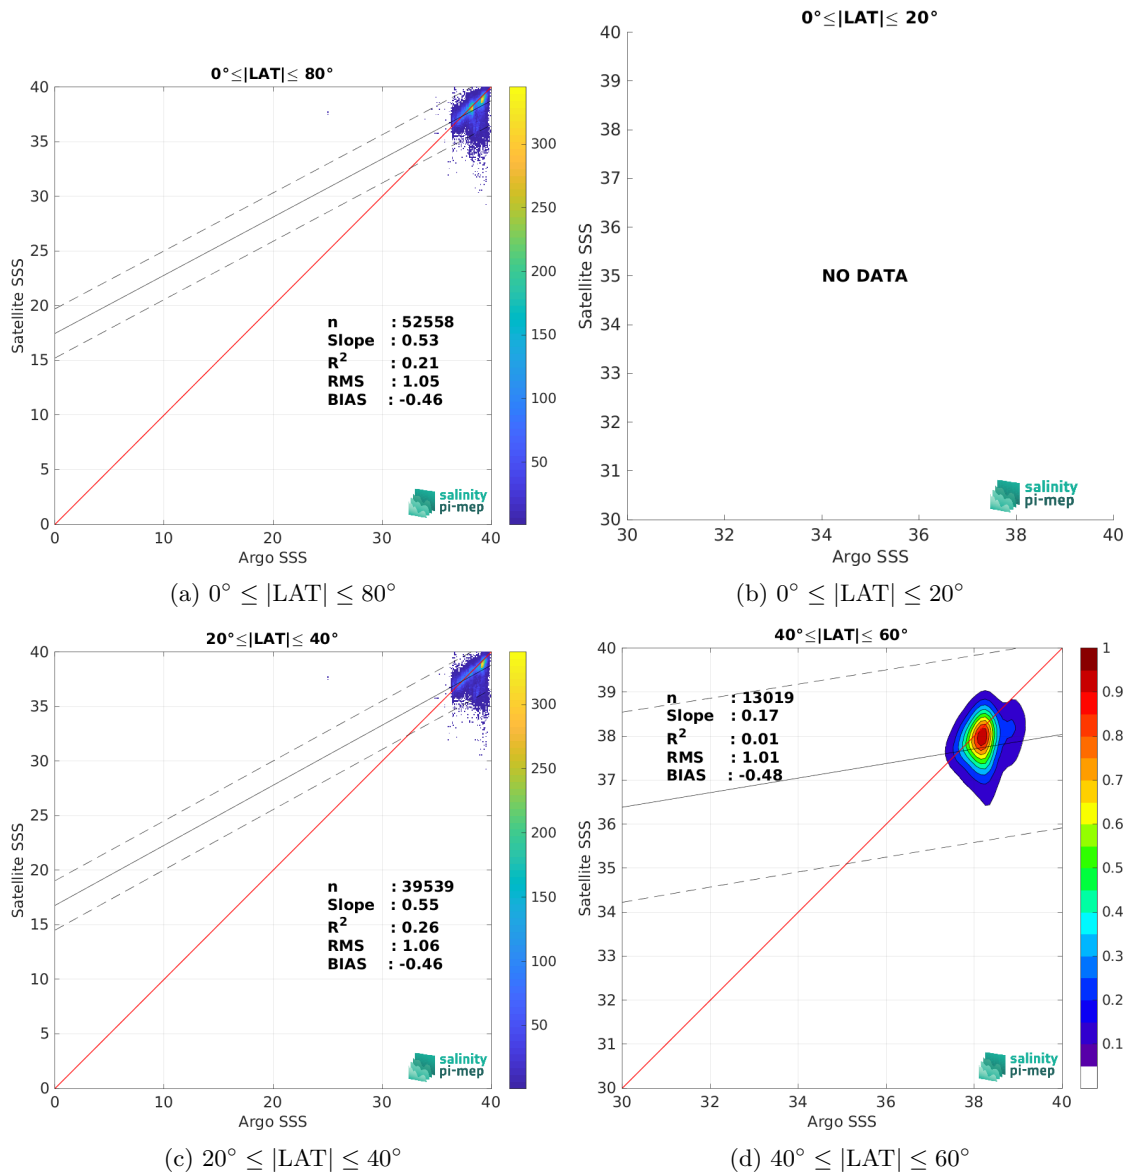 0°≤|LAT|≤ 80°
Satellite SSS
40
35
30
25
20
15
10
5
0
0
10
20
30
40
Argo SSS
n : 52558
Slope : 0.53
R² : 0.21
RMS : 1.05
BIAS : -0.46
300
250
200
150
100
50
salinity
pi-mep
(a) 0° ≤ |LAT| ≤ 80°
0°≤|LAT|≤ 20°
Satellite SSS
40
39
38
37
36
35
34
33
32
31
30
30
32
34
36
38
40
Argo SSS
NO DATA
salinity
pi-mep
(b) 0° ≤ |LAT| ≤ 20°
20°≤|LAT|≤ 40°
Satellite SSS
40
35
30
25
20
15
10
5
0
0
10
20
30
40
Argo SSS
n : 39539
Slope : 0.55
R² : 0.26
RMS : 1.06
BIAS : -0.46
300
250
200
150
100
50
salinity
pi-mep
(c) 20° ≤ |LAT| ≤ 40°
40°≤|LAT|≤ 60°
Satellite SSS
40
39
38
37
36
35
34
33
32
31
30
30
32
34
36
38
40
Argo SSS
n : 13019
Slope : 0.17
R² : 0.01
RMS : 1.01
BIAS : -0.48
1
0.9
0.8
0.7
0.6
0.5
0.4
0.3
0.2
0.1
salinity
pi-mep
(d) 40° ≤ |LAT| ≤ 60°